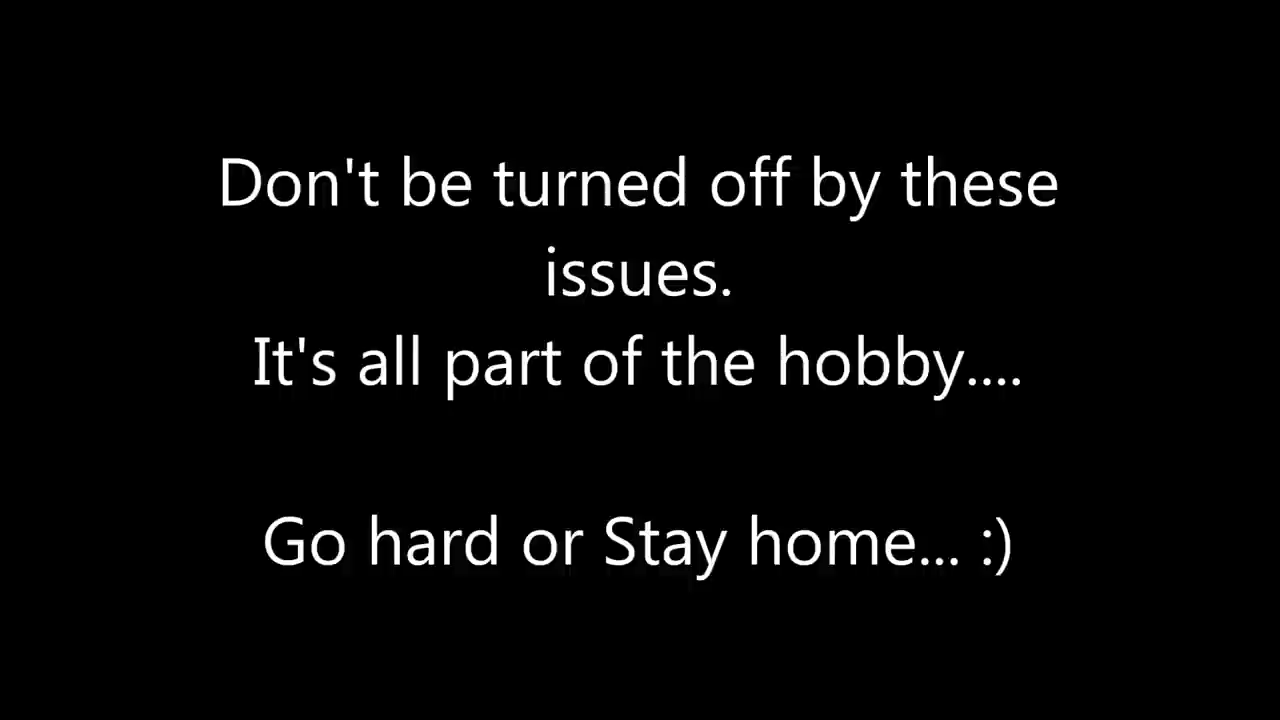 Don't be turned off by these
issues.
It's all part of the hobby....
Go hard or Stay home... :)